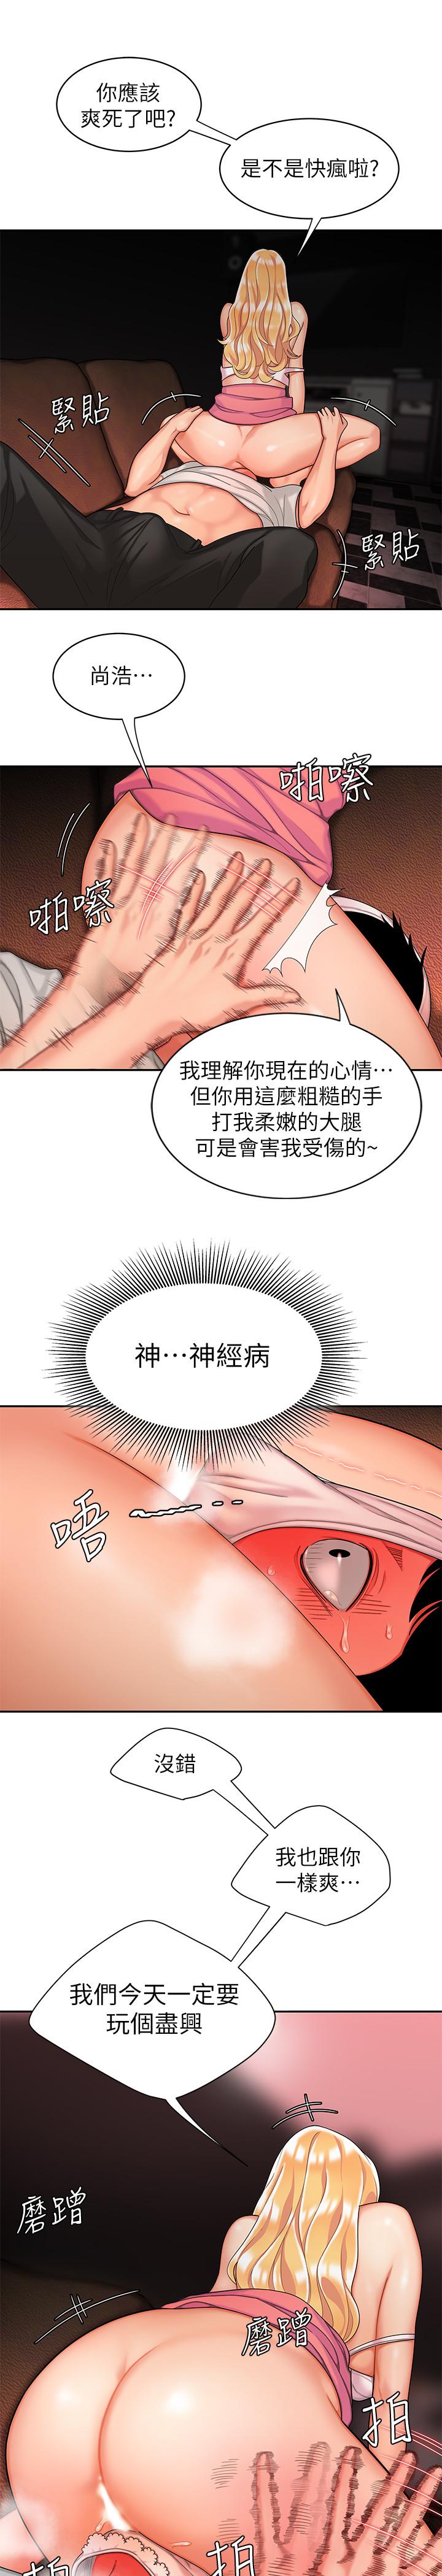 你應該
爽死了吧?
是不是快瘋啦?
緊貼
緊貼
尚浩…
啪嚓
啪嚓
我理解你現在的心情…
但你用這麼粗糙的手
打我柔嫩的大腿
可是會害我受傷的~
神…神經病
唔
沒錯
我也跟你
一樣爽…
我們今天一定要
玩個盡興
磨蹭
磨蹭
拍
拍